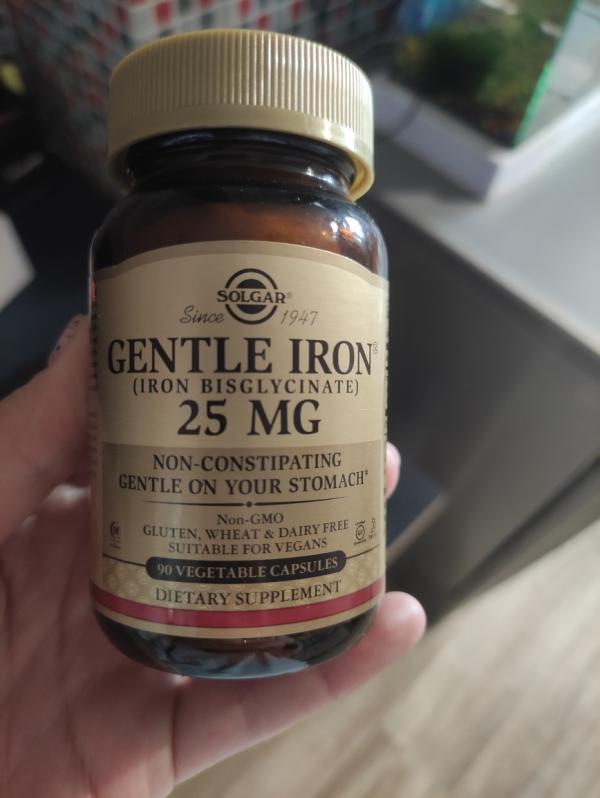 SOLGAR®
Since 1947
GENTLE IRON®
(IRON BISGLYCINATE)
25 MG
NON-CONSTIPATING
GENTLE ON YOUR STOMACH*
Non-GMO
GLUTEN, WHEAT & DAIRY FREE
SUITABLE FOR VEGANS
90 VEGETABLE CAPSULES
DIETARY SUPPLEMENT